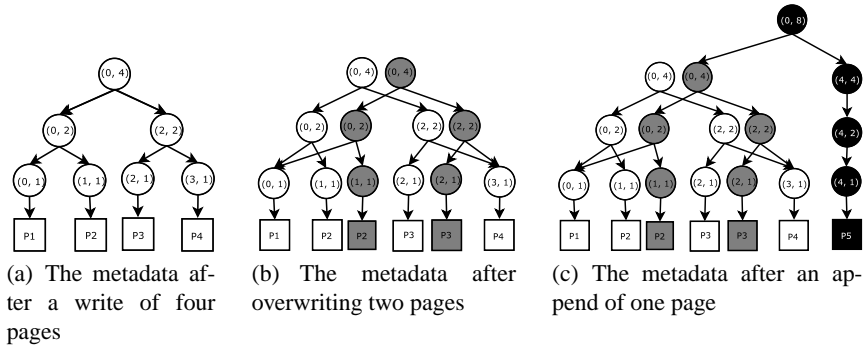 (0, 8)
(0, 4) (0, 4) (0, 4) (0, 4) (0, 4) (4, 4)
(0, 2) (2, 2) (0, 2) (0, 2) (2, 2) (2, 2) (0, 2) (0, 2) (2, 2) (2, 2) (4, 2)
(0, 1) (1, 1) (2, 1) (3, 1) (0, 1) (1, 1) (1, 1) (2, 1) (2, 1) (3, 1) (0, 1) (1, 1) (1, 1) (2, 1) (2, 1) (3, 1) (4, 1)
P1 P2 P3 P4 P1 P2 P2 P3 P3 P4 P1 P2 P2 P3 P3 P4 P5
(a) The metadata af-
ter a write of four
pages
(b) The metadata after
overwriting two pages
(c) The metadata after an ap-
pend of one page